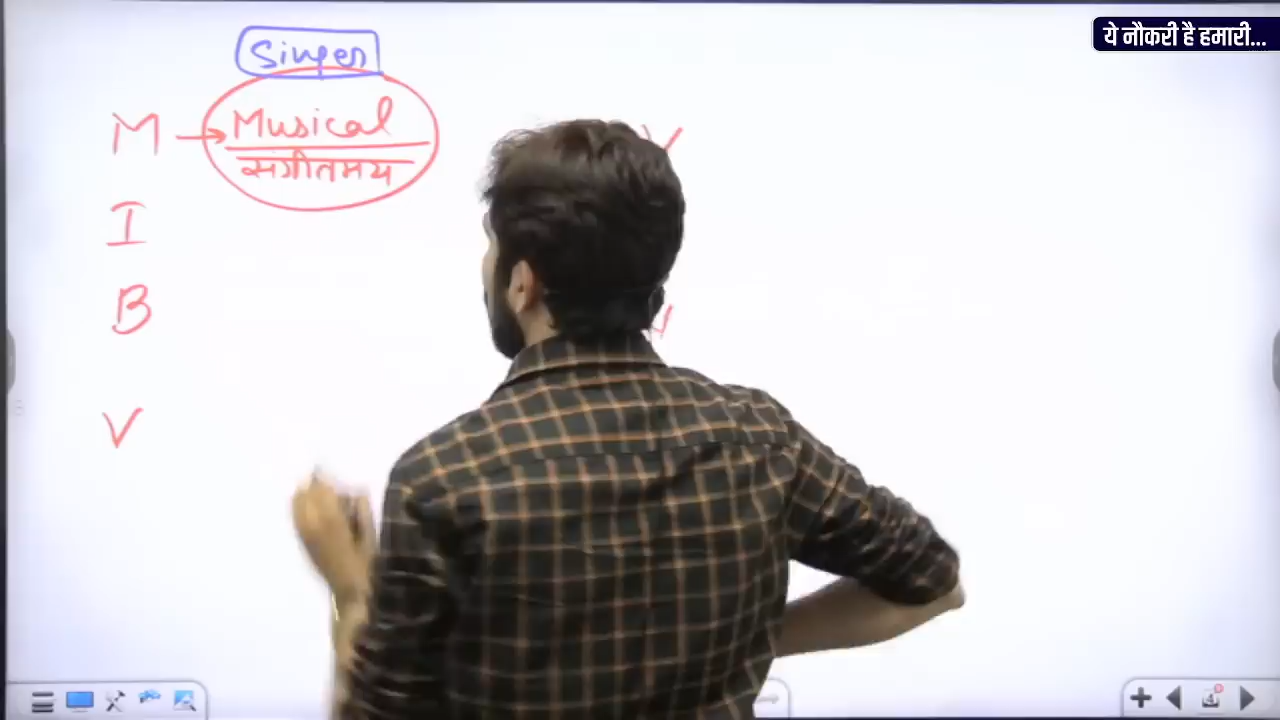 ये नौकरी है हमारी...
Singer
M → Musical
संगीतमय
V
I
B
N
V